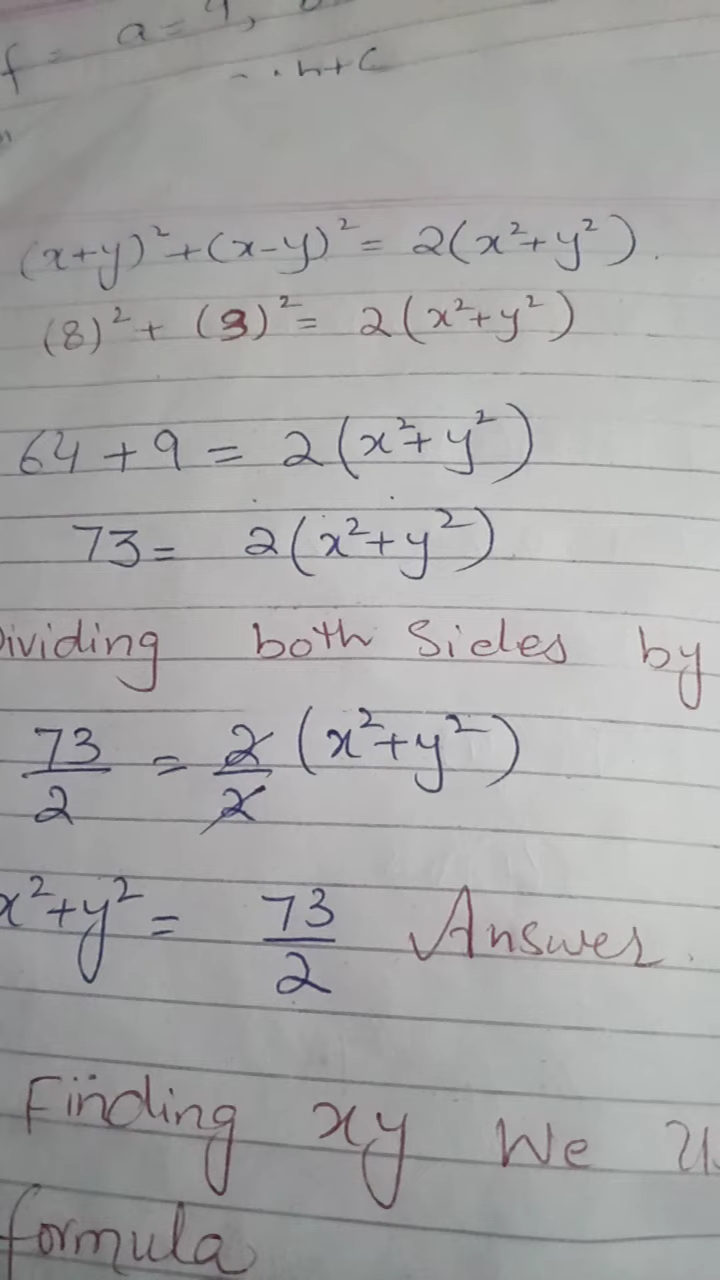 f = a = 9,
h+c
(x+y)² + (x-y)² = 2(x²+y²).
(8)² + (3)² = 2(x²+y²)
64 + 9 = 2(x²+y²)
73 = 2(x²+y²)
ividing both Sides by
73/2 = 2/2 (x²+y²)
x²+y² = 73/2 Answer.
Finding xy We
formula